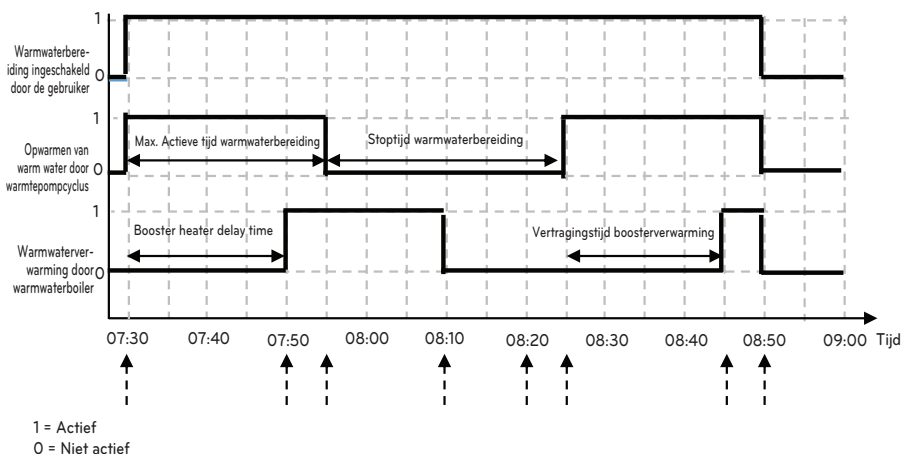 1
Warmwaterbere-
iding ingeschakeld
door de gebruiker
0
1
Opwarmen van
warm water door
warmtepompcyclus
0
Max. Actieve tijd warmwaterbereiding
Stoptijd warmwaterbereiding
1
Warmwaterver-
warming door
warmwaterboiler
0
Booster heater delay time
Vertragingstijd boosterverwarming
07:30 07:40 07:50 08:00 08:10 08:20 08:30 08:40 08:50 09:00 Tijd
1 = Actief
0 = Niet actief